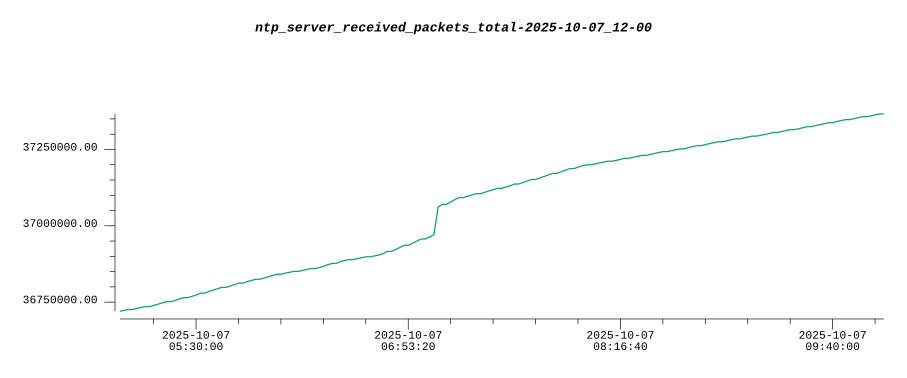 ntp_server_received_packets_total-2025-10-07_12-00
37250000.00
37000000.00
36750000.00
2025-10-07 2025-10-07 2025-10-07 2025-10-07
05:30:00 06:53:20 08:16:40 09:40:00